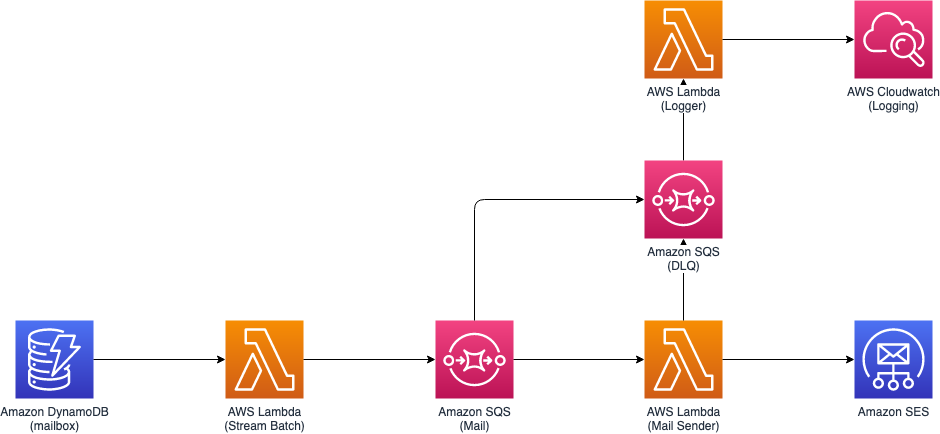 AWS Lambda
(Logger)
AWS Cloudwatch
(Logging)
Amazon SQS
(DLQ)
Amazon DynamoDB
(mailbox)
AWS Lambda
(Stream Batch)
Amazon SQS
(Mail)
AWS Lambda
(Mail Sender)
Amazon SES